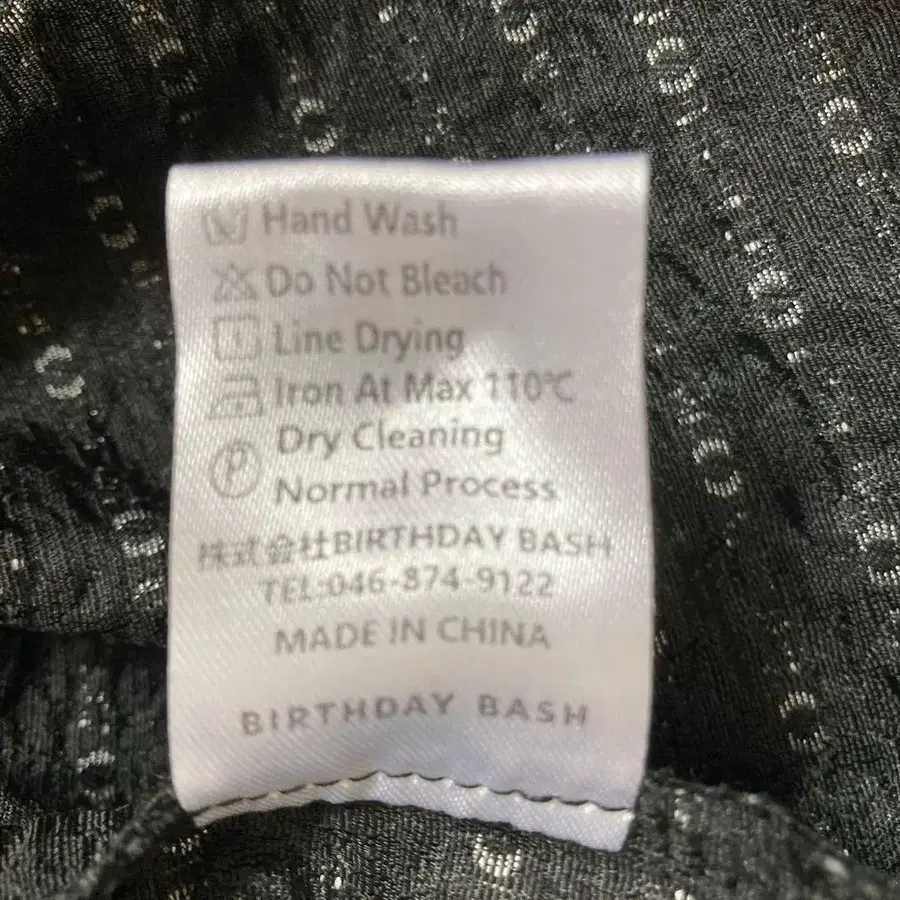 Hand Wash
Do Not Bleach
Line Drying
Iron At Max 110℃
P Dry Cleaning
Normal Process
株式会社BIRTHDAY BASH
TEL:046-874-9122
MADE IN CHINA
BIRTHDAY BASH